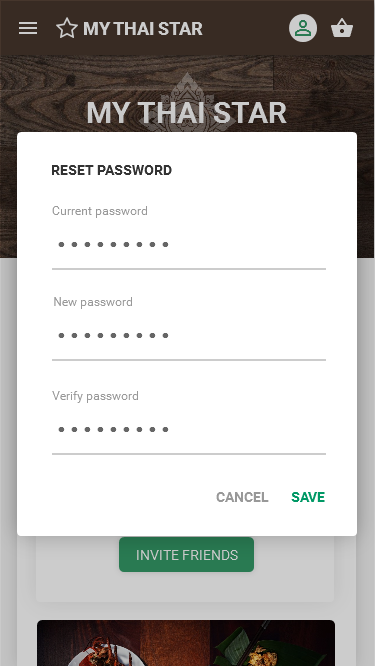 MY THAI STAR
MY THAI STAR
RESET PASSWORD
Current password
•••••••••
New password
•••••••••
Verify password
•••••••••
CANCEL SAVE
INVITE FRIENDS